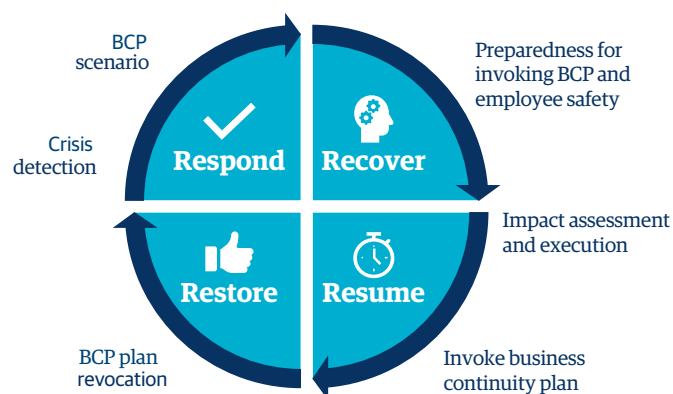 BCP
scenario
Preparedness for
invoking BCP and
employee safety
Crisis
detection
Respond
Recover
Impact assessment
and execution
Restore
Resume
BCP plan
revocation
Invoke business
continuity plan